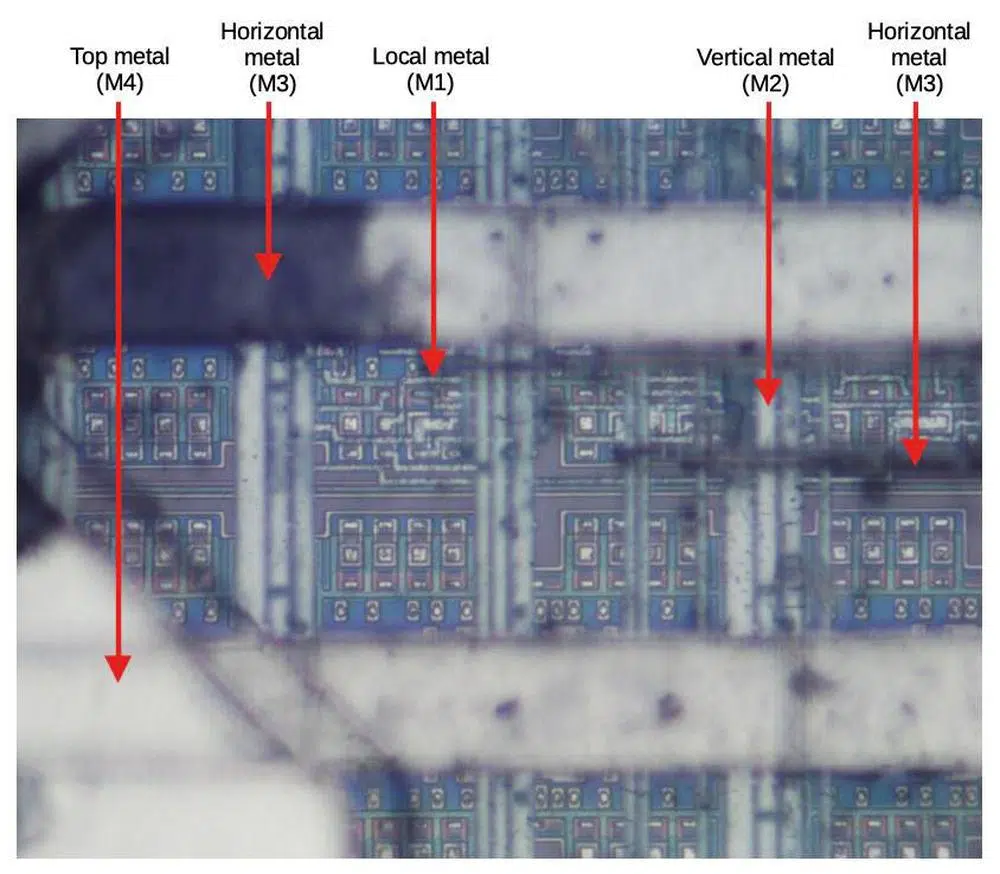 Top metal
(M4)
Horizontal
metal
(M3)
Local metal
(M1)
Vertical metal
(M2)
Horizontal
metal
(M3)